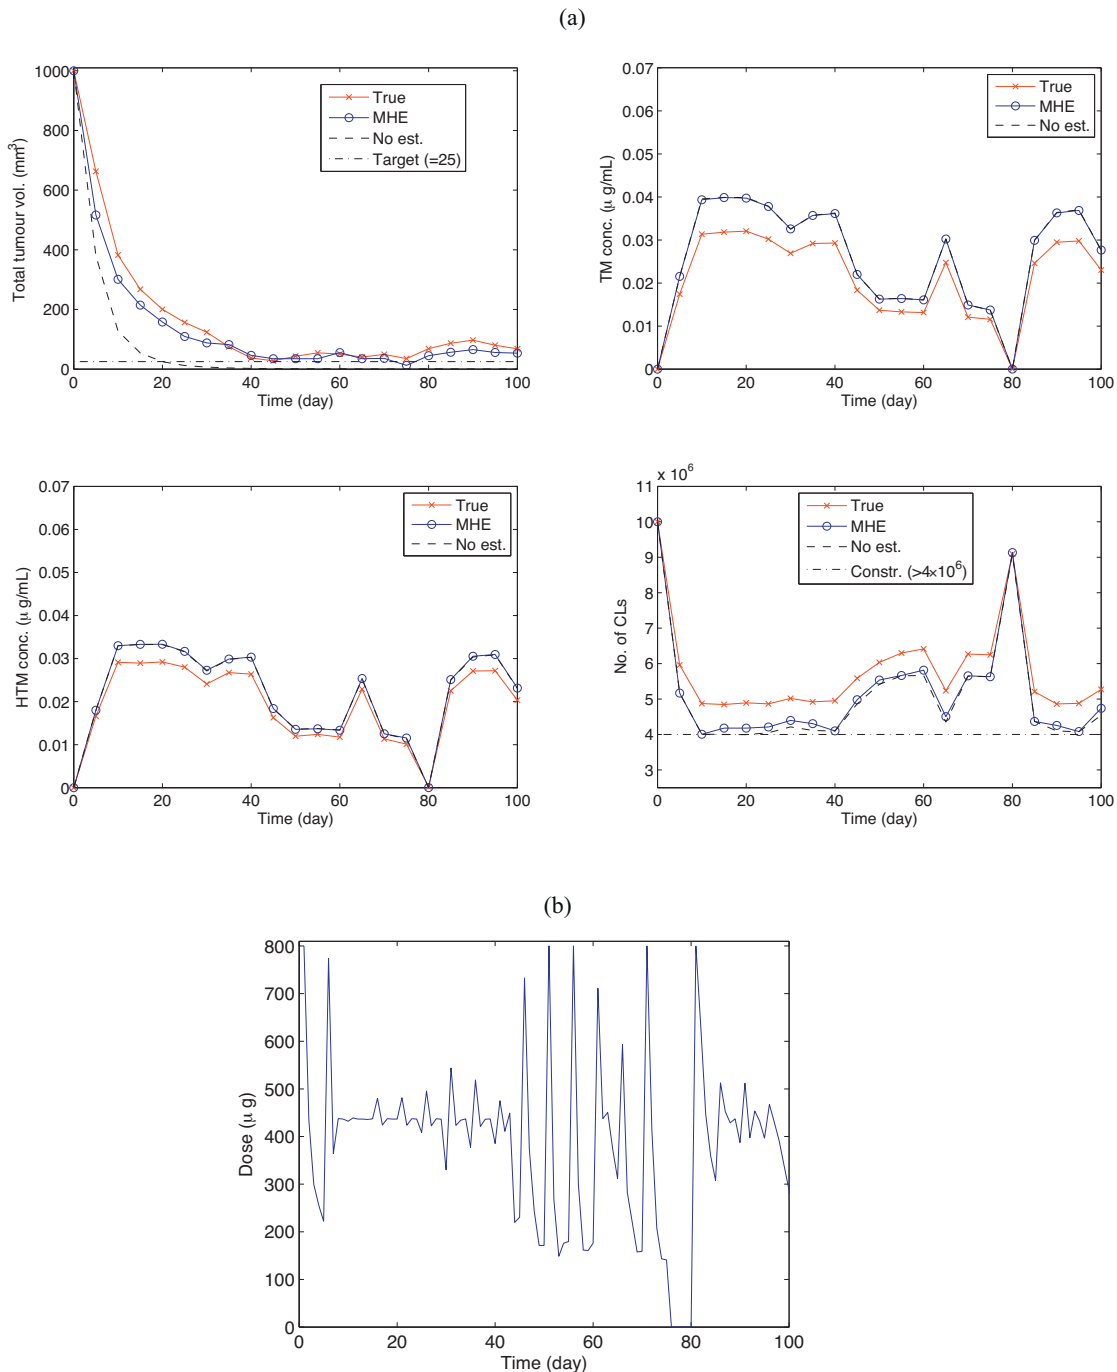 (a)
1000
800
600
400
200
0
Total tumour vol. (mm³)
True
MHE
No est.
Target (=25)
0 20 40 60 80 100
Time (day)
0.07
0.06
0.05
0.04
0.03
0.02
0.01
0
TM conc. (μ g/mL)
True
MHE
No est.
0 20 40 60 80 100
Time (day)
0.07
0.06
0.05
0.04
0.03
0.02
0.01
0
HTM conc. (μ g/mL)
True
MHE
No est.
0 20 40 60 80 100
Time (day)
x 10⁶
11
10
9
8
7
6
5
4
3
No. of CLs
True
MHE
No est.
Constr. (>4×10⁶)
0 20 40 60 80 100
Time (day)
(b)
800
700
600
500
400
300
200
100
0
Dose (μ g)
0 20 40 60 80 100
Time (day)